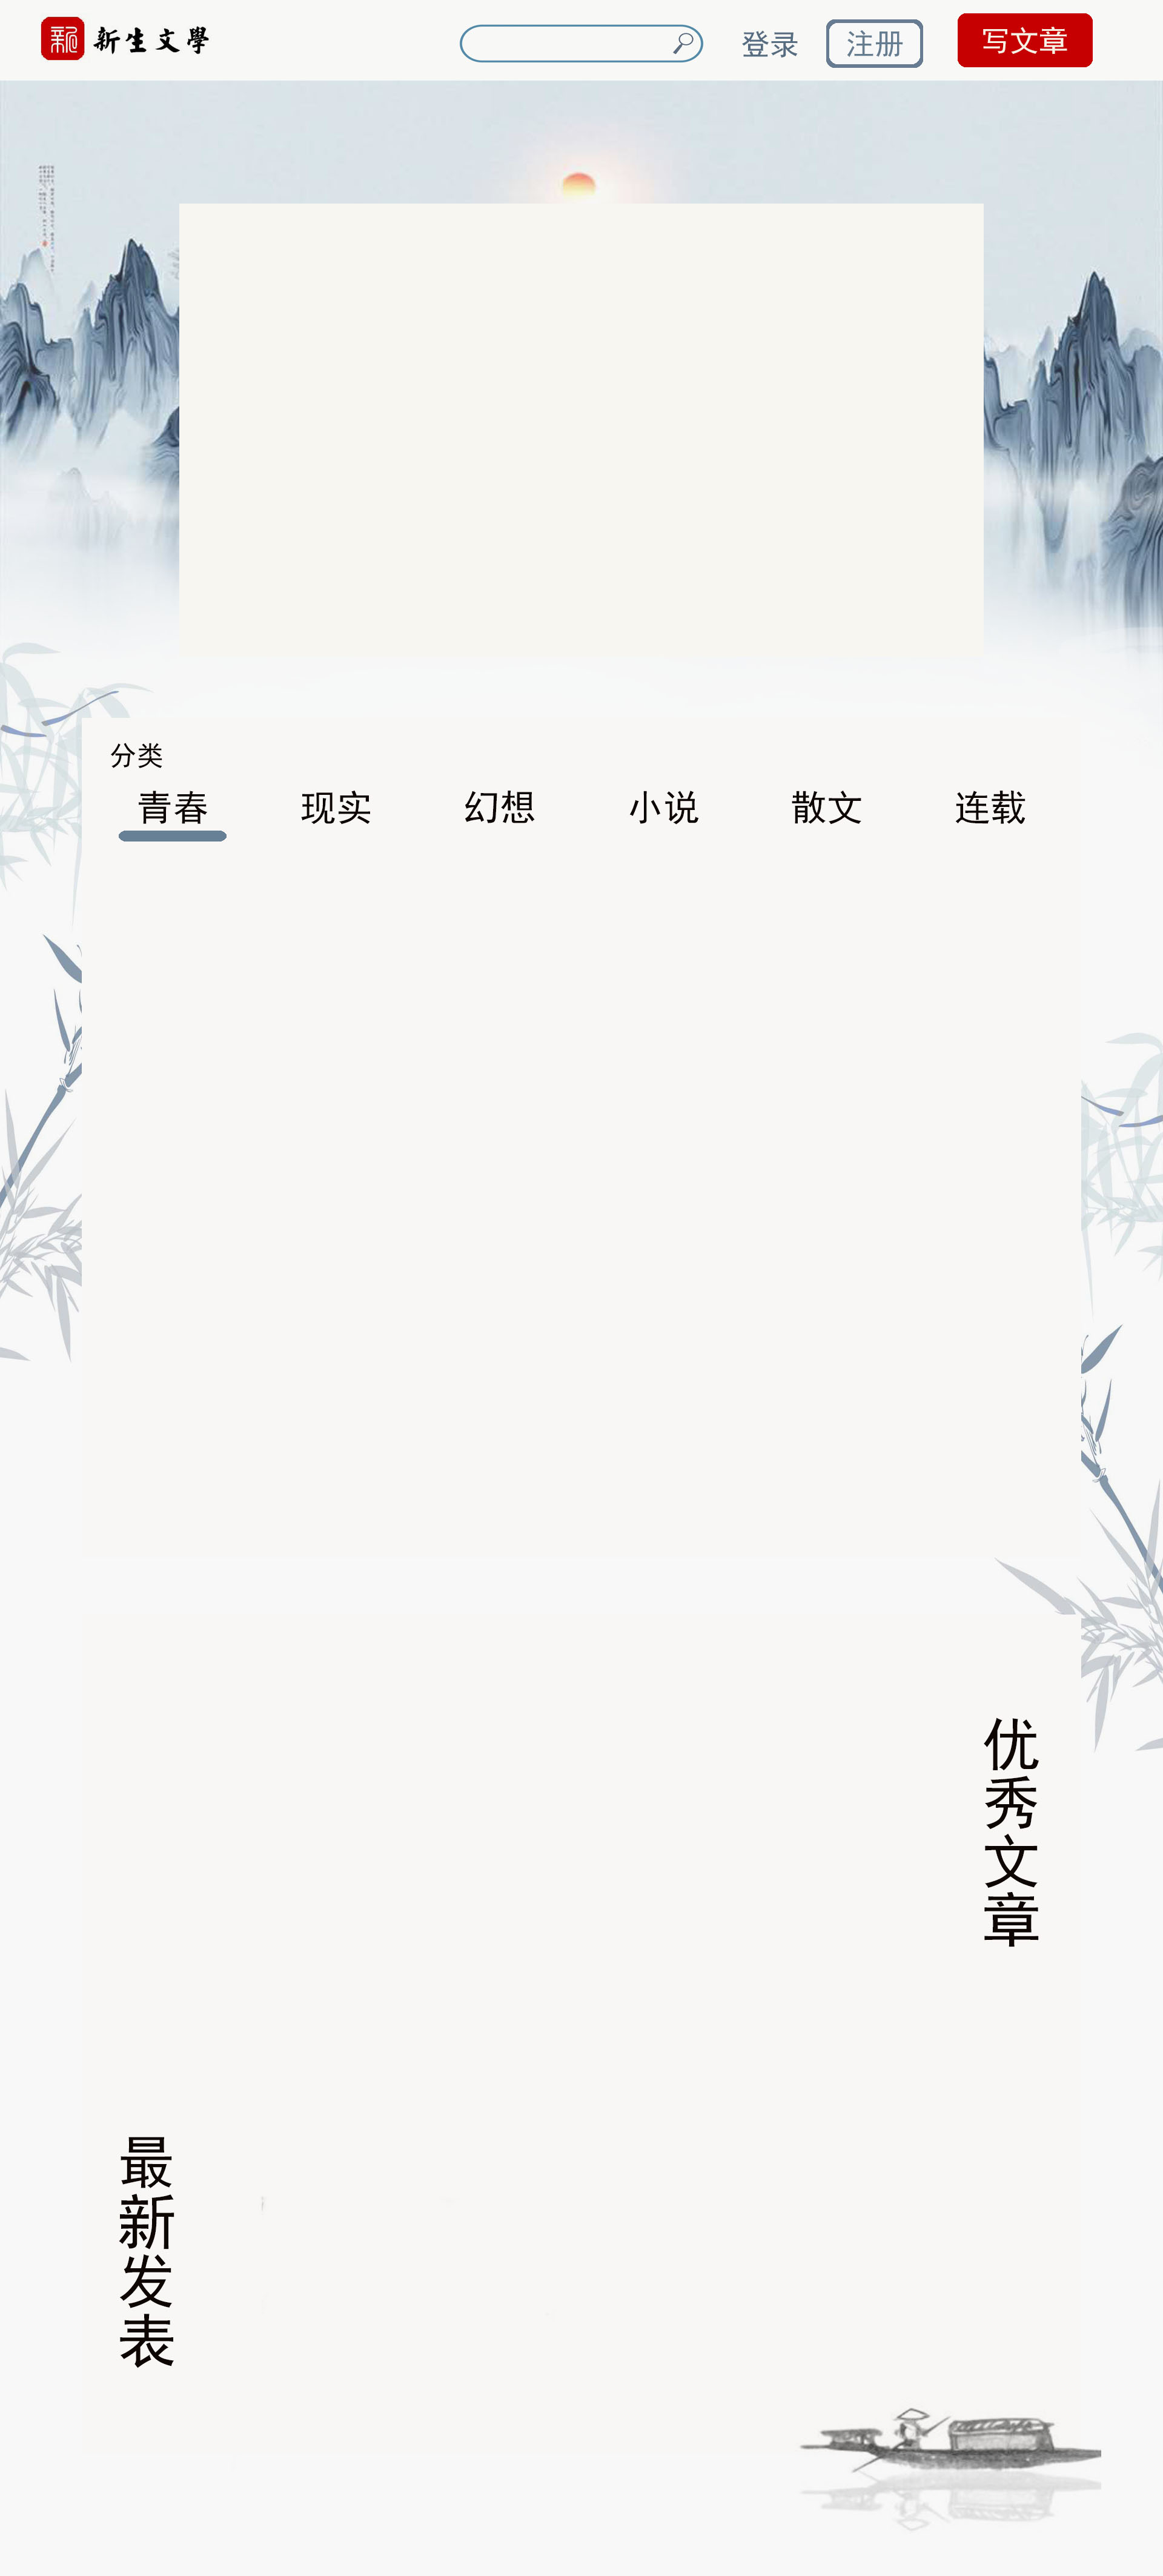 新 新生文學
登录 注册 写文章
分类
青春 现实 幻想 小说 散文 连载
优秀文章
最新发表